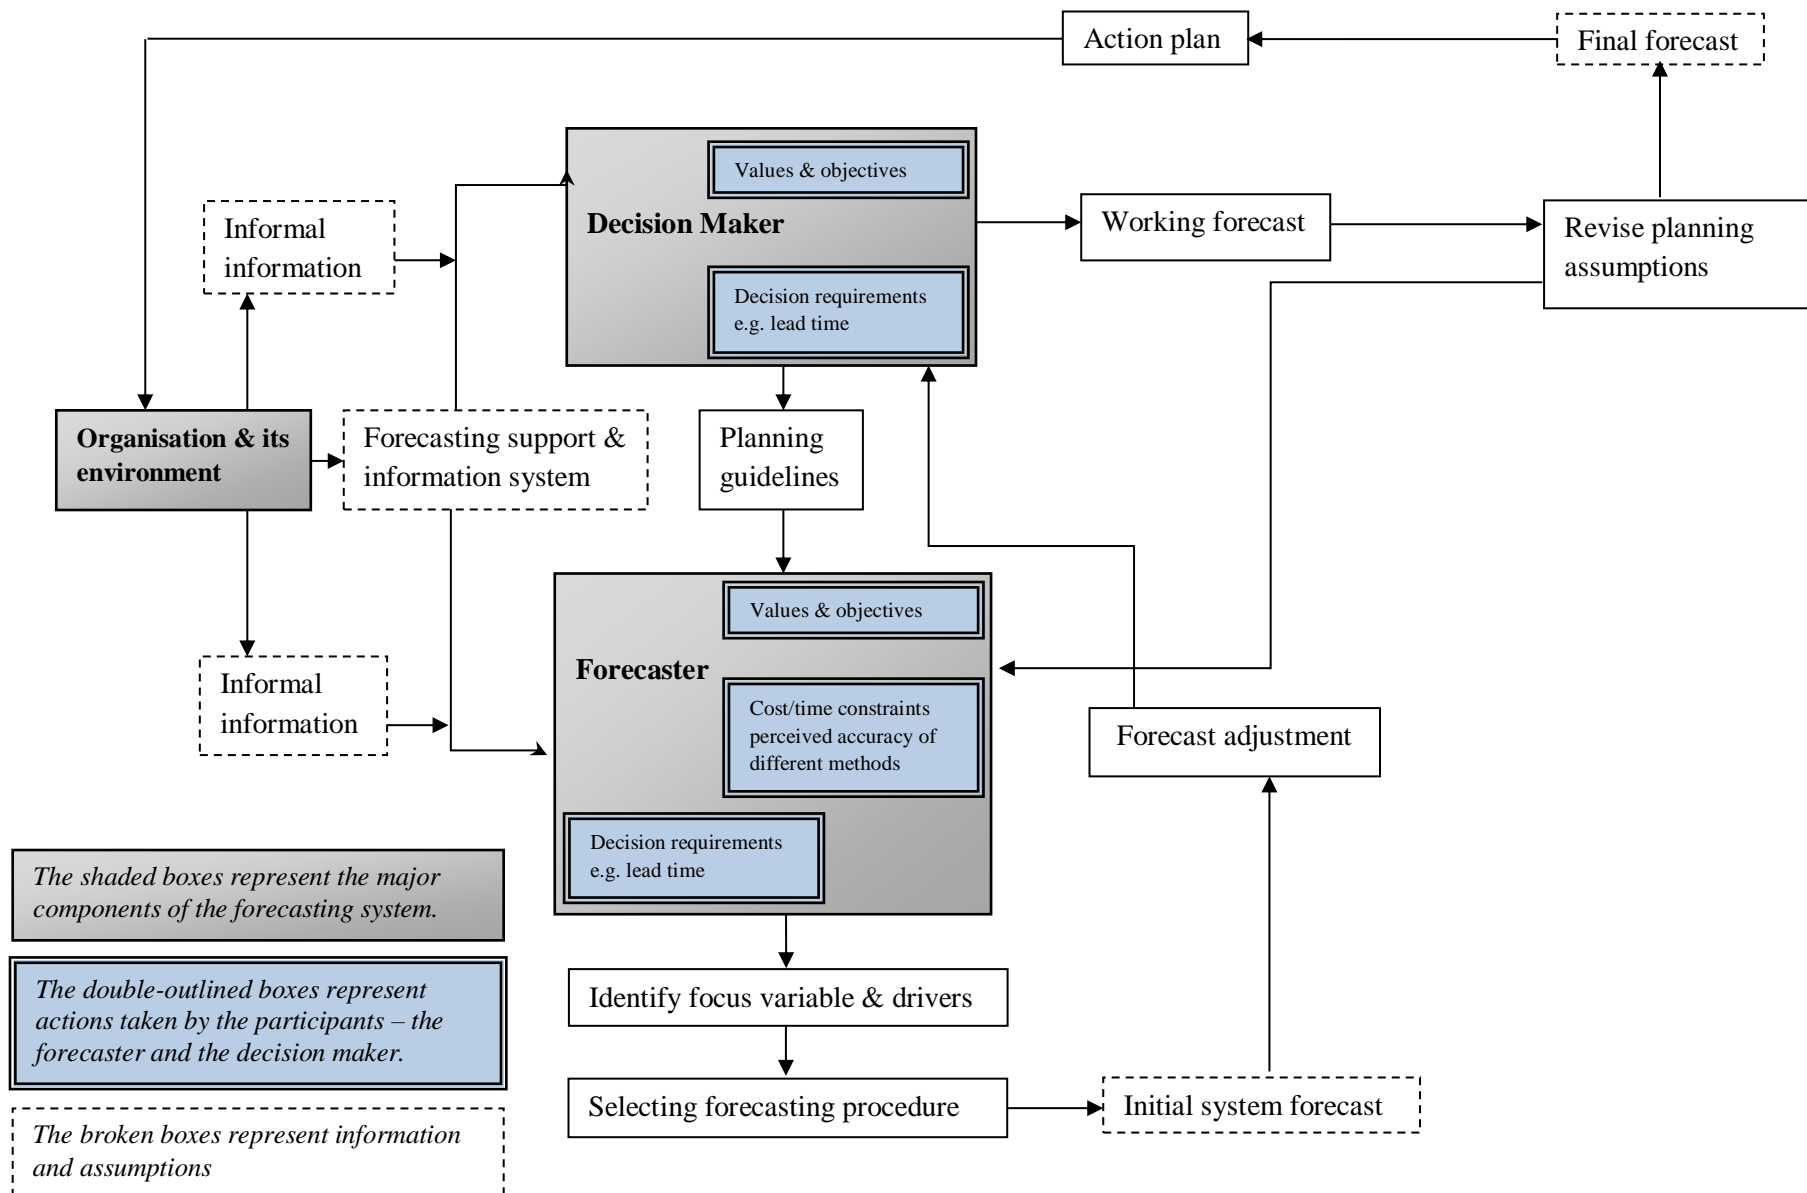 Action plan
Final forecast
Values & objectives
Decision Maker
Decision requirements
e.g. lead time
Informal
information
Working forecast
Revise planning
assumptions
Organisation & its
environment
Forecasting support &
information system
Planning
guidelines
Values & objectives
Forecaster
Cost/time constraints
perceived accuracy of
different methods
Decision requirements
e.g. lead time
Informal
information
Forecast adjustment
The shaded boxes represent the major
components of the forecasting system.
The double-outlined boxes represent
actions taken by the participants – the
forecaster and the decision maker.
The broken boxes represent information
and assumptions
Identify focus variable & drivers
Selecting forecasting procedure
Initial system forecast